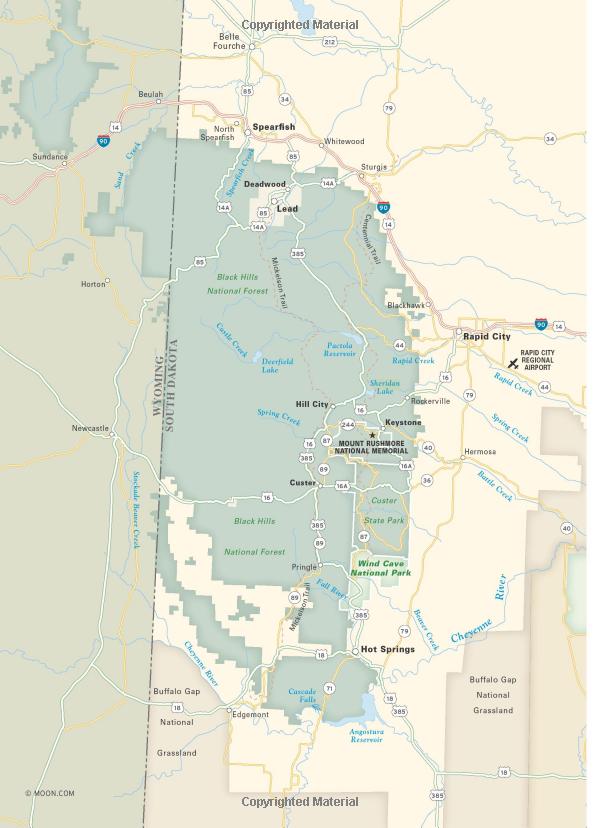 Copyrighted Material
Belle
Fourche
212
85
34
79
Beulah
14
90
North
Spearfish
Spearfish
Whitewood
34
Sundance
Sand Creek
Spearfish Creek
85
Sturgis
Deadwood
14A
14A
Lead
85
14A
90
14
Centennial Trail
85
385
Mickelson Trail
Black Hills
National Forest
Horton
Blackhawk
90
14
Rapid City
Castle Creek
Deerfield
Lake
Pactola
Reservoir
44
Rapid Creek
RAPID CITY
REGIONAL
AIRPORT
WYOMING
SOUTH DAKOTA
Sheridan
Lake
16
Rapid Creek
44
79
Rockerville
Hill City
16
Spring Creek
244
Keystone
Spring Creek
Newcastle
16
87
MOUNT RUSHMORE
NATIONAL MEMORIAL
40
Hermosa
385
89
16A
36
Battle Creek
Stockade Beaver Creek
Custer
16A
16
Custer
State Park
385
Black Hills
National Forest
89
87
40
Pringle
Wind Cave
National Park
Fall River
89
Mickelson Trail
385
Beaver Creek
Cheyenne River
79
Cheyenne River
18
Hot Springs
Buffalo Gap
National
Grassland
18
71
Cascade
Falls
18
385
Buffalo Gap
National
Grassland
Edgemont
Angostura
Reservoir
18
385
© MOON.COM
Copyrighted Material